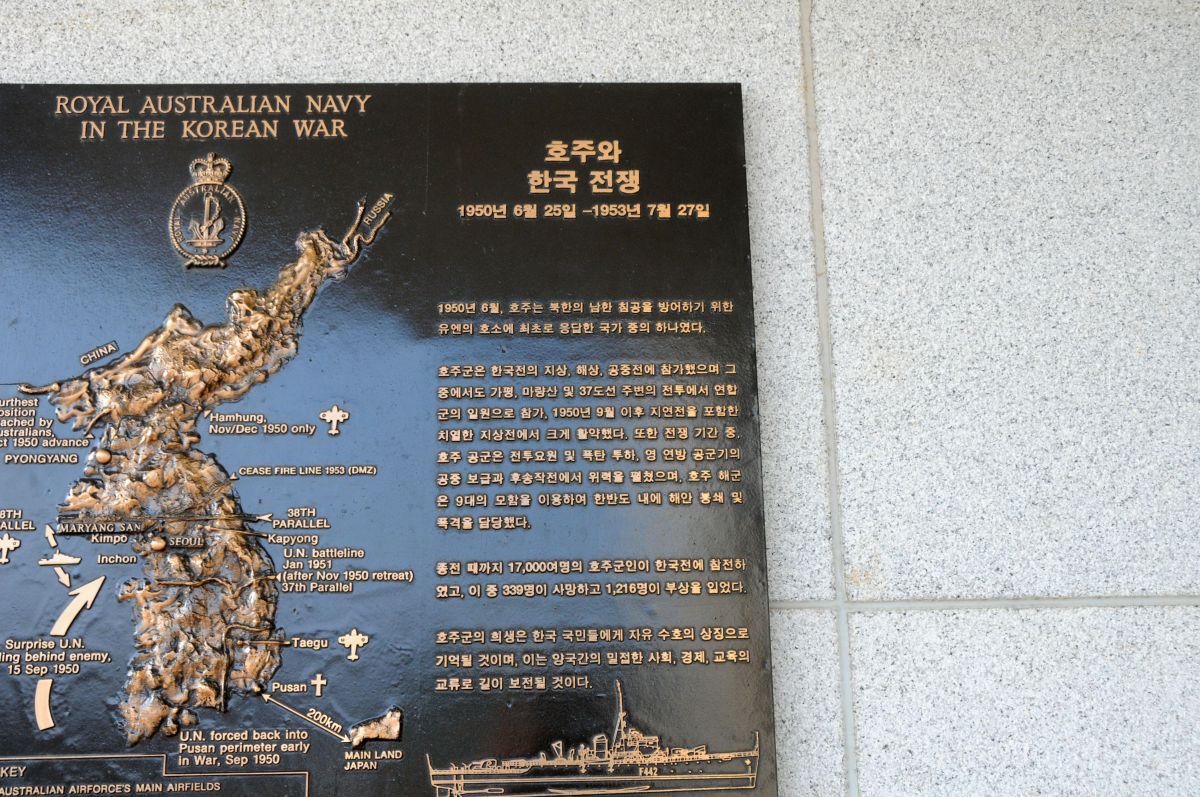 ROYAL AUSTRALIAN NAVY
IN THE KOREAN WAR
ROYAL AUSTRALIAN NAVY
RUSSIA
CHINA
urthest
osition
ached by
ustralians,
ct 1950 advance
PYONGYANG
Hamhung,
Nov/Dec 1950 only
CEASE FIRE LINE 1953 (DMZ)
8TH
ALLEL
38TH
PARALLEL
MARYANG SAN
Kimpo
SEOUL
Kapyong
Inchon
U.N. battleline
Jan 1951
(after Nov 1950 retreat)
37th Parallel
Surprise U.N.
ling behind enemy,
15 Sep 1950
Taegu
Pusan
200km
U.N. forced back into
Pusan perimeter early
in War, Sep 1950
MAIN LAND
JAPAN
KEY
AUSTRALIAN AIRFORCE'S MAIN AIRFIELDS
호주와
한국 전쟁
1950년 6월 25일 –1953년 7월 27일
1950년 6월, 호주는 북한의 남한 침공을 방어하기 위한
유엔의 호소에 최초로 응답한 국가 중의 하나였다.
호주군은 한국전의 지상, 해상, 공중전에 참가했으며 그
중에서도 가평, 마량산 및 37도선 주변의 전투에서 연합
군의 일원으로 참가, 1950년 9월 이후 지연전을 포함한
치열한 지상전에서 크게 활약했다. 또한 전쟁 기간 중,
호주 공군은 전투요원 및 폭탄 투하, 영 연방 공군기의
공중 보급과 후송작전에서 위력을 펼쳤으며, 호주 해군
은 9대의 모함을 이용하여 한반도 내에 해안 봉쇄 및
폭격을 담당했다.
종전 때까지 17,000여명의 호주군인이 한국전에 참전하
였고, 이 중 339명이 사망하고 1,216명이 부상을 입었다.
호주군의 희생은 한국 국민들에게 자유 수호의 상징으로
기억될 것이며, 이는 양국간의 밀접한 사회, 경제, 교육의
교류로 길이 보전될 것이다.
F442